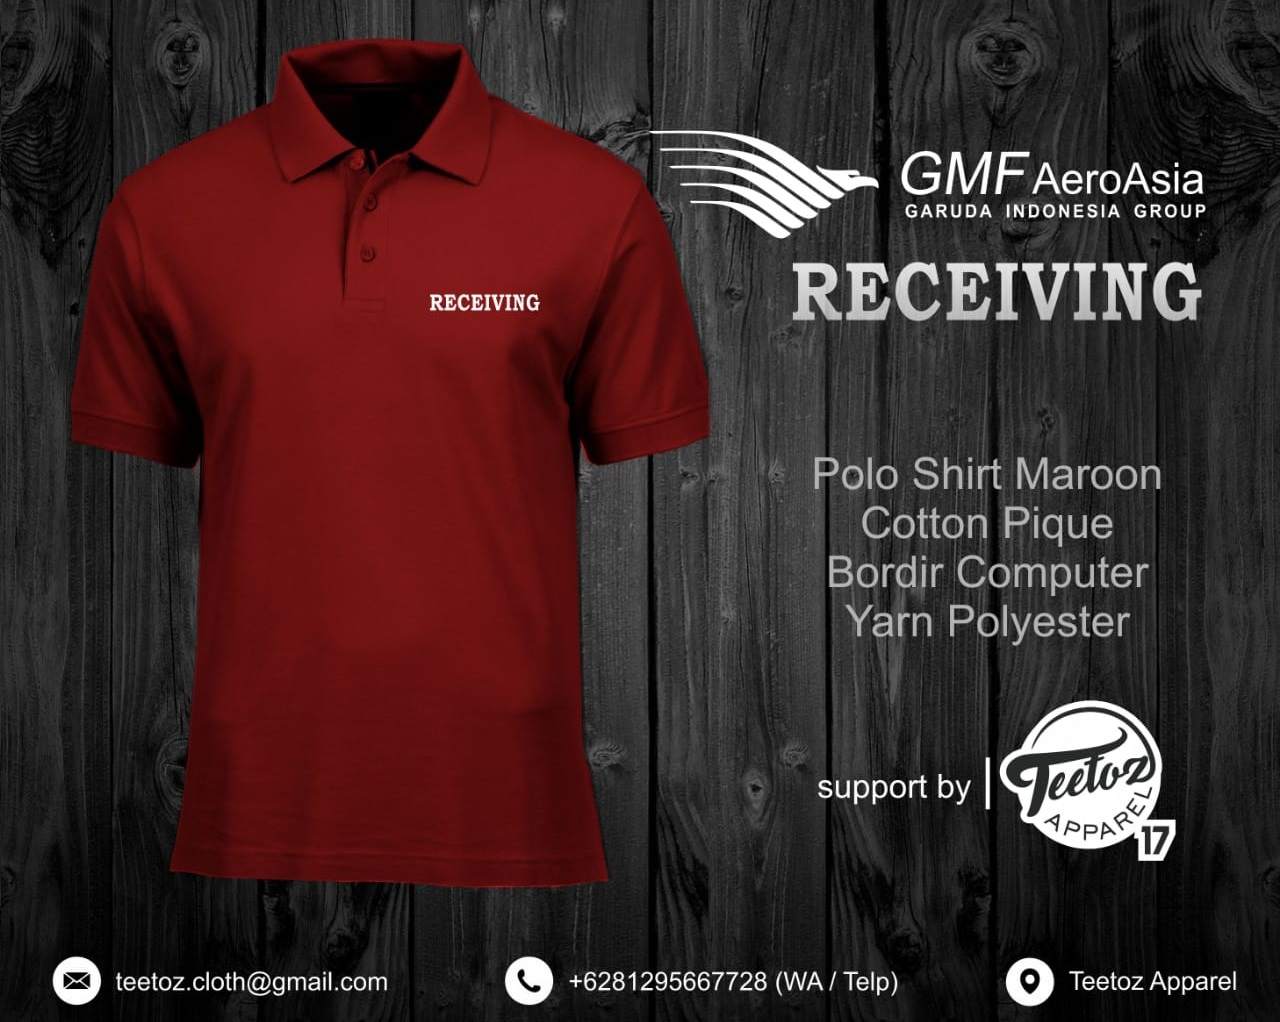 RECEIVING
GMF AeroAsia
GARUDA INDONESIA GROUP
RECEIVING
Polo Shirt Maroon
Cotton Pique
Bordir Computer
Yarn Polyester
support by
Teetoz
APPAREL
17
teetoz.cloth@gmail.com
+6281295667728 (WA / Telp)
Teetoz Apparel